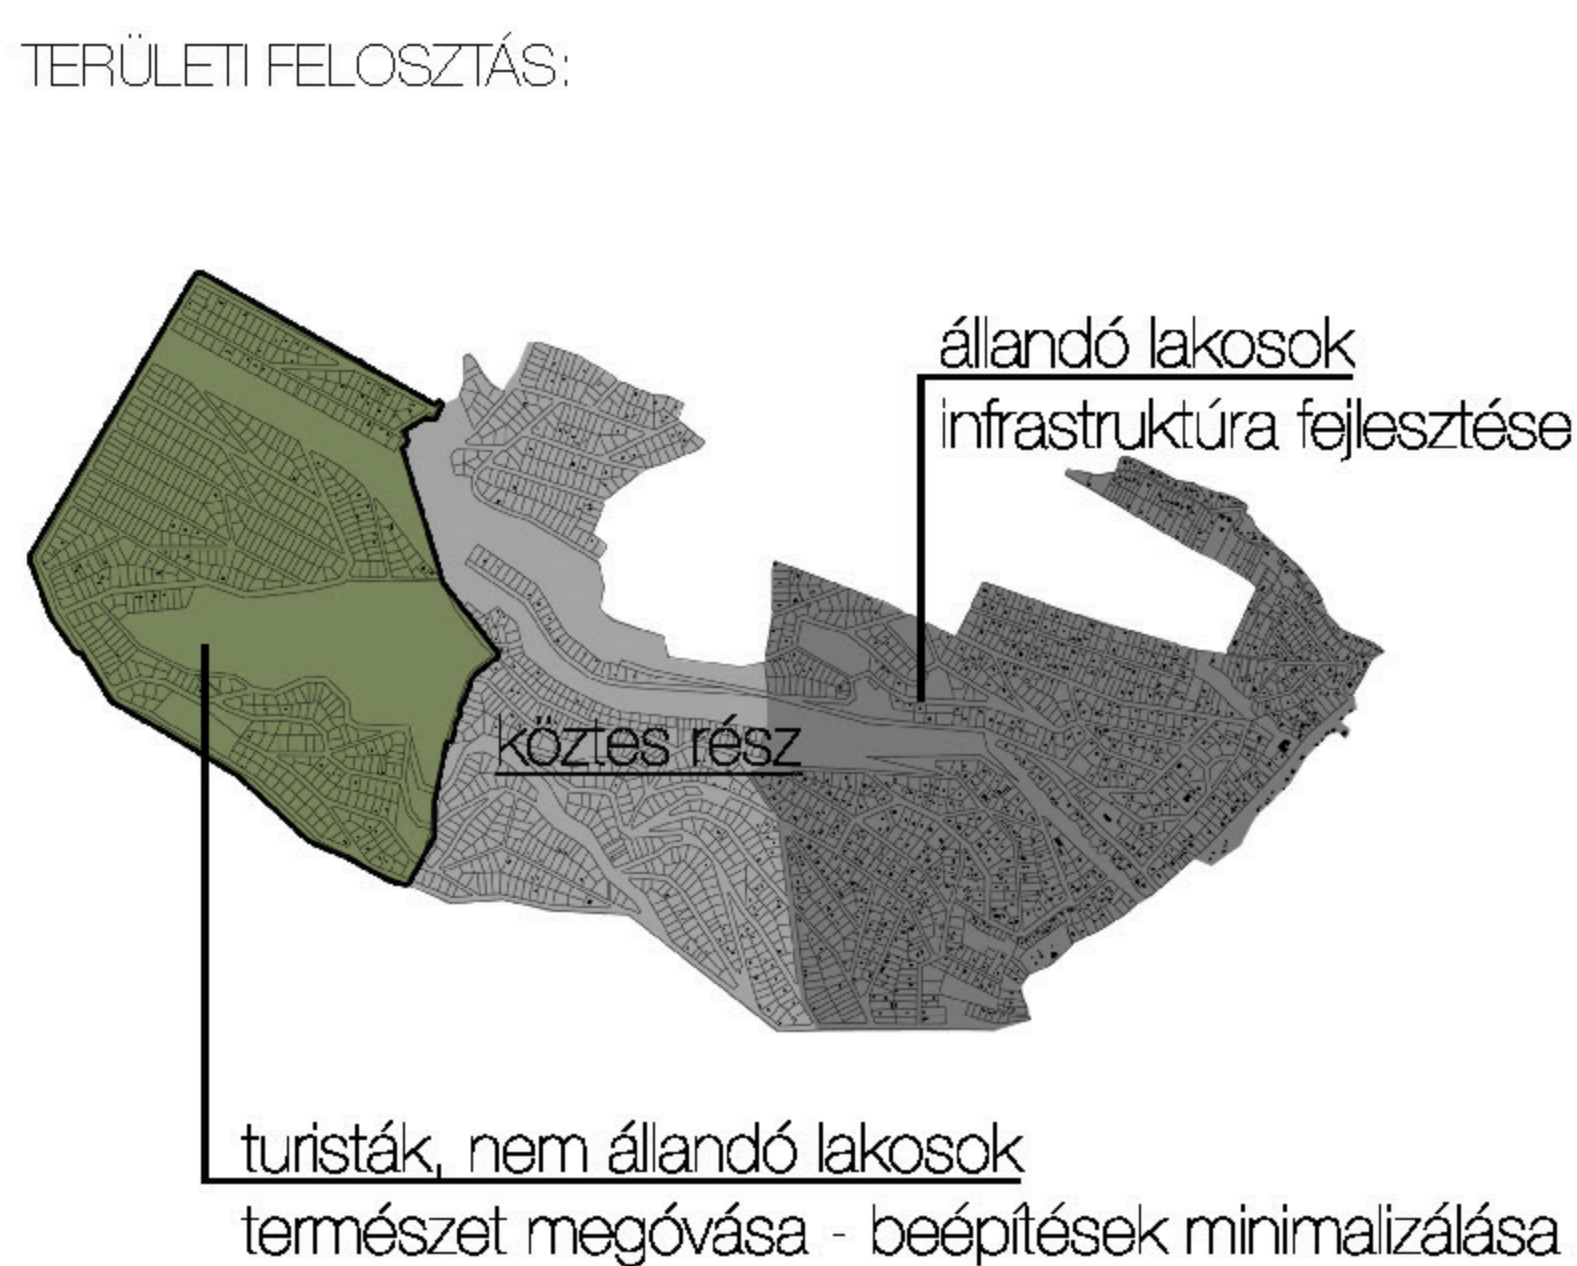 TERÜLETI FELOSZTÁS:
állandó lakosok
infrastruktúra fejlesztése
köztes rész
turisták, nem állandó lakosok
természet megóvása - beépítések minimalizálása